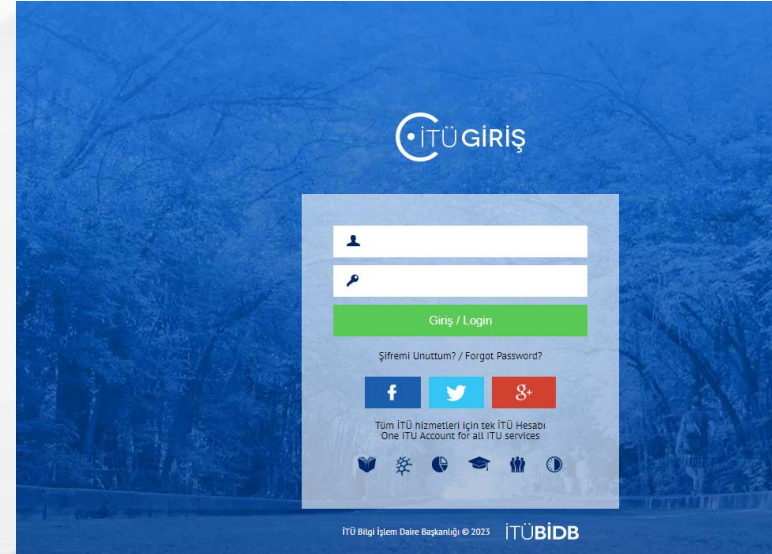 İTÜ GİRİŞ
Giriş / Login
Şifremi Unuttum? / Forgot Password?
f
8+
Tüm İTÜ hizmetleri için tek İTÜ Hesabı
One ITU Account for all ITU services
İTÜ Bilgi İşlem Daire Başkanlığı © 2023 İTÜBİDB